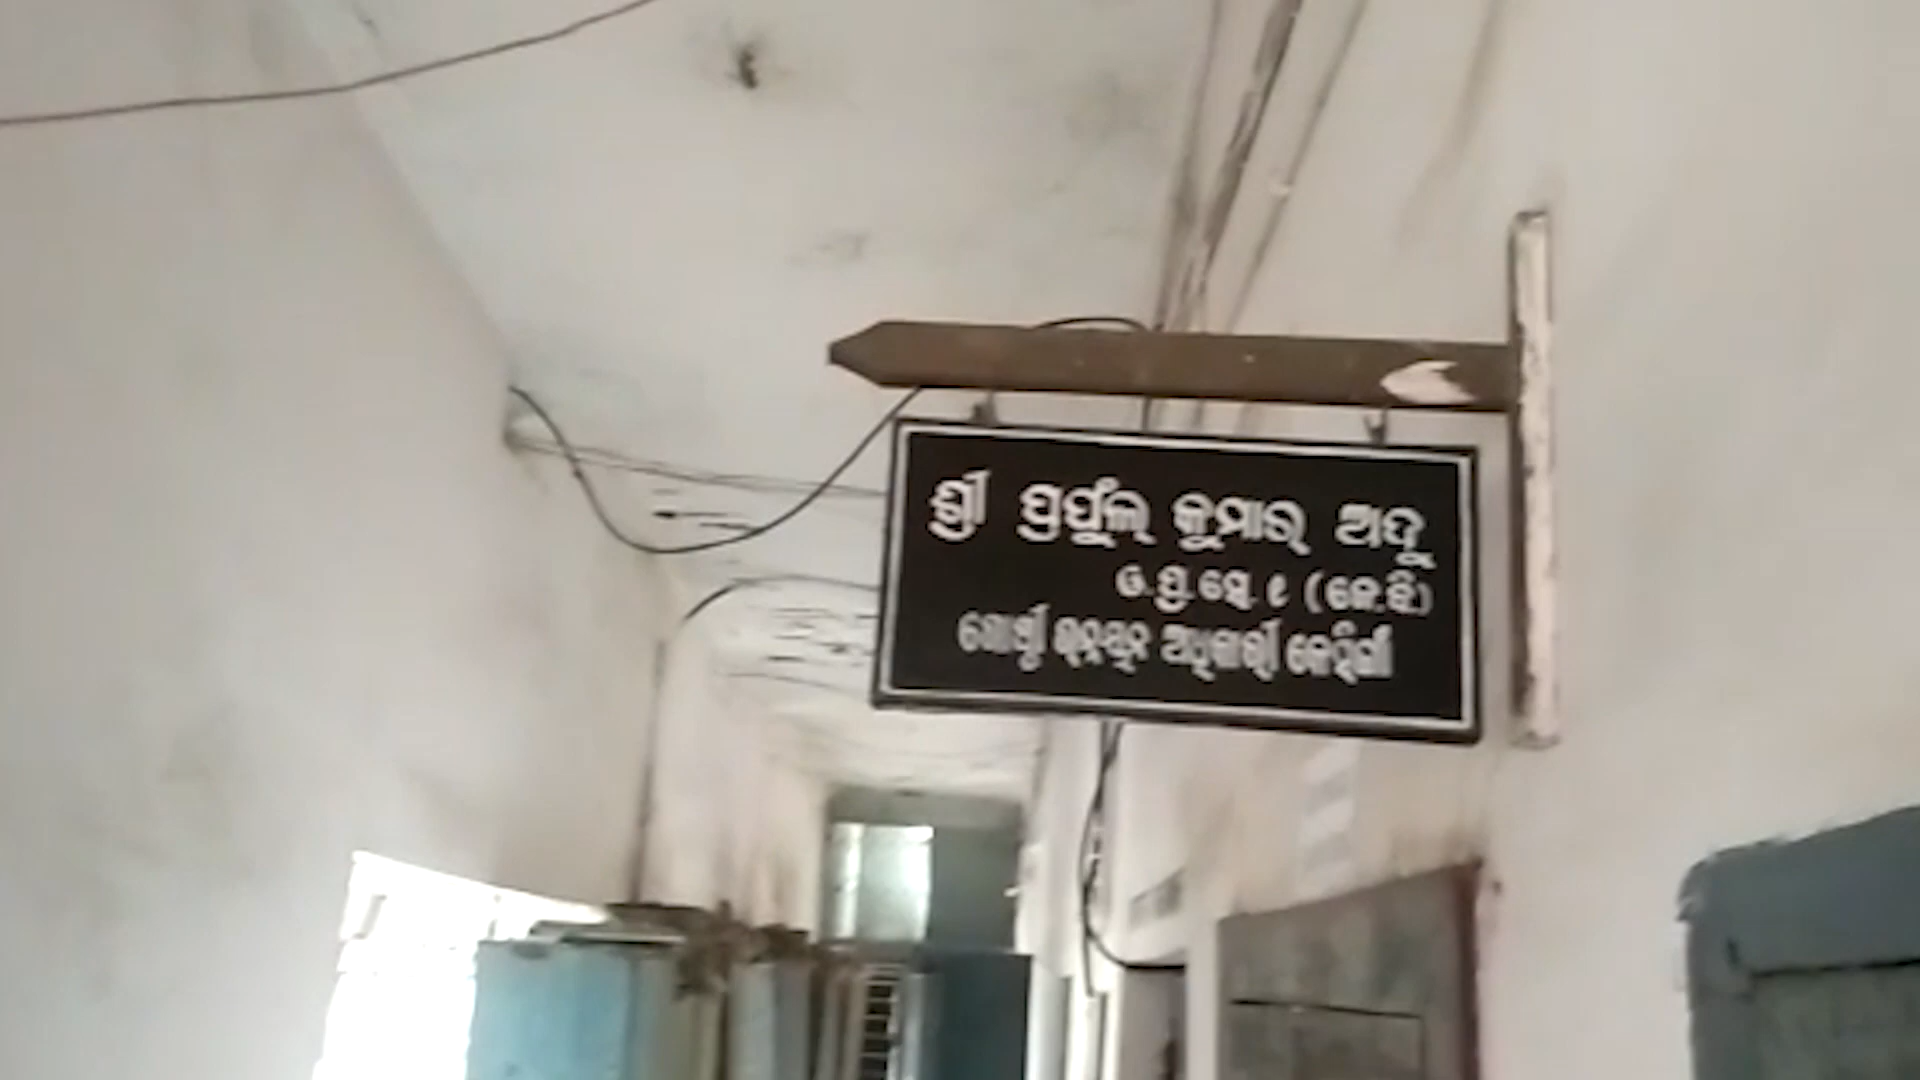 ଶ୍ରୀ ପ୍ରଫୁଲ କୁମାର ଅଦୁ
ଓ.ପ୍ର.ସେ.୧ (କେ.ବି)
ଗୋଷ୍ଠୀ ଉନ୍ନୟନ ଅଧିକାରୀ କେସିଙ୍ଗା